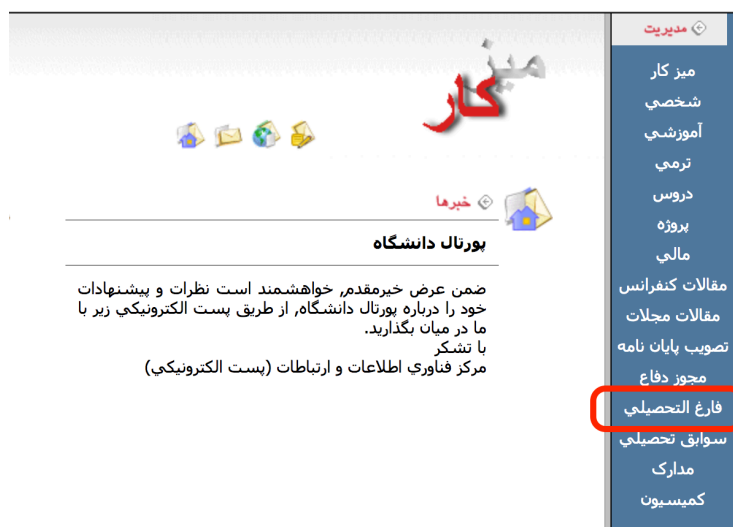 مديريت
ميز كار
شخصي
آموزشي
ترمي
دروس
پروژه
مالي
مقالات كنفرانس
مقالات مجلات
تصويب پايان نامه
مجوز دفاع
فارغ التحصيلي
سوابق تحصيلي
مدارک
كميسيون
ميز
كار
خبرها
پورتال دانشگاه
ضمن عرض خيرمقدم, خواهشمند است نظرات و پيشنهادات
خود را درباره پورتال دانشگاه, از طريق پست الكترونيكي زير با
ما در ميان بگذاريد.
با تشكر
مركز فناوري اطلاعات و ارتباطات (پست الكترونيكي)